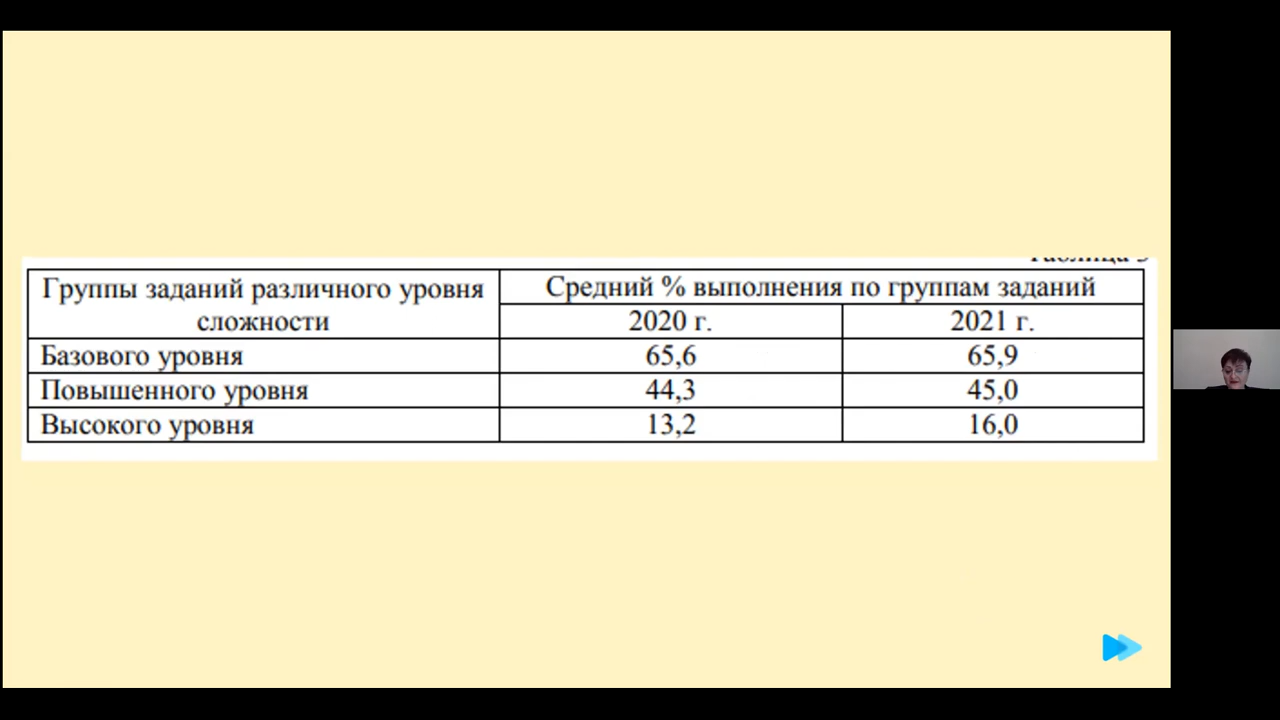 Группы заданий различного уровня
сложности
Средний % выполнения по группам заданий
2020 г.
2021 г.
Базового уровня
65,6
65,9
Повышенного уровня
44,3
45,0
Высокого уровня
13,2
16,0